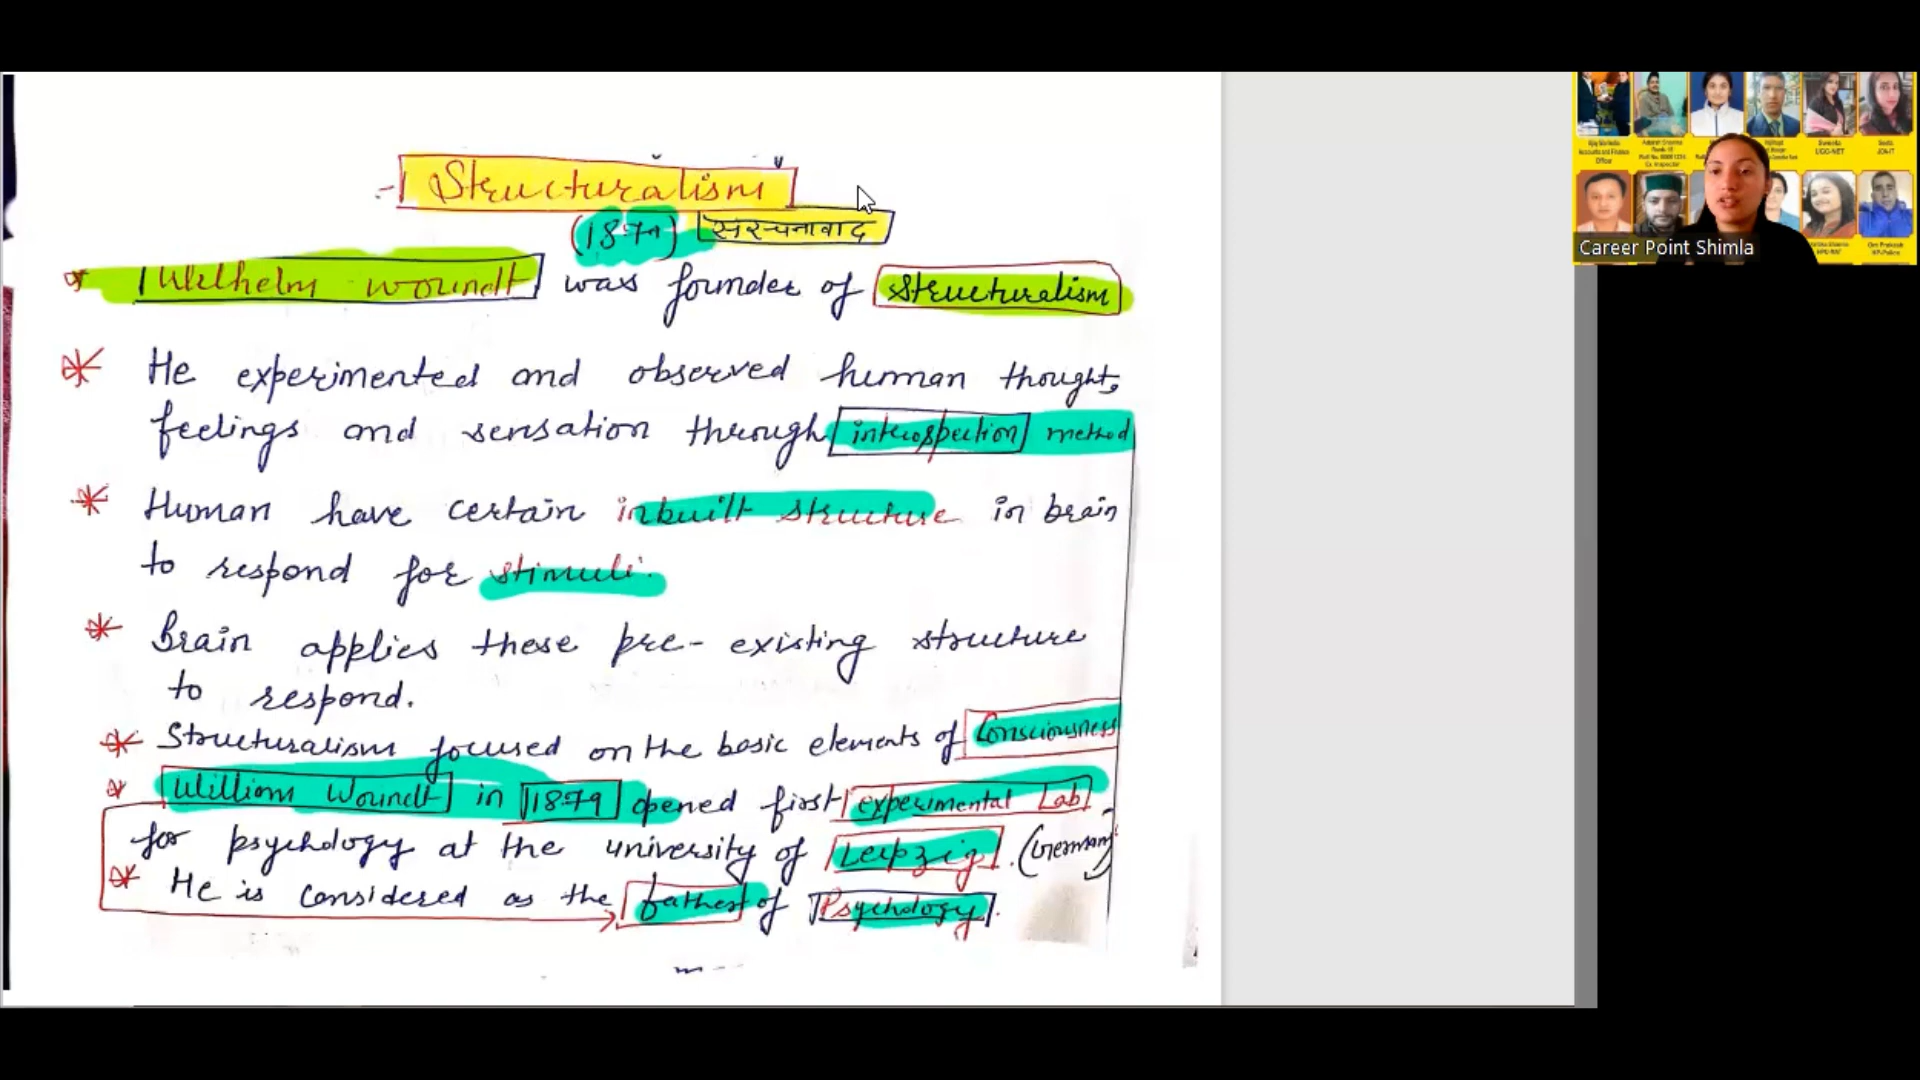 Structuralism
(1879) संरचनावाद
Wilhelm woundt was founder of structuralism
He experimented and observed human thought,
feelings and sensation through introspection method
Human have certain inbuilt structure in brain
to respond for stimuli.
Brain applies these pre-existing structure
to respond.
Structuralism focused on the basic elements of Consciousness
William Woundt in 1879 opened first experimental Lab
for psychology at the university of Leipzig. (German)
He is considered as the father of Psychology.
Career Point Shimla